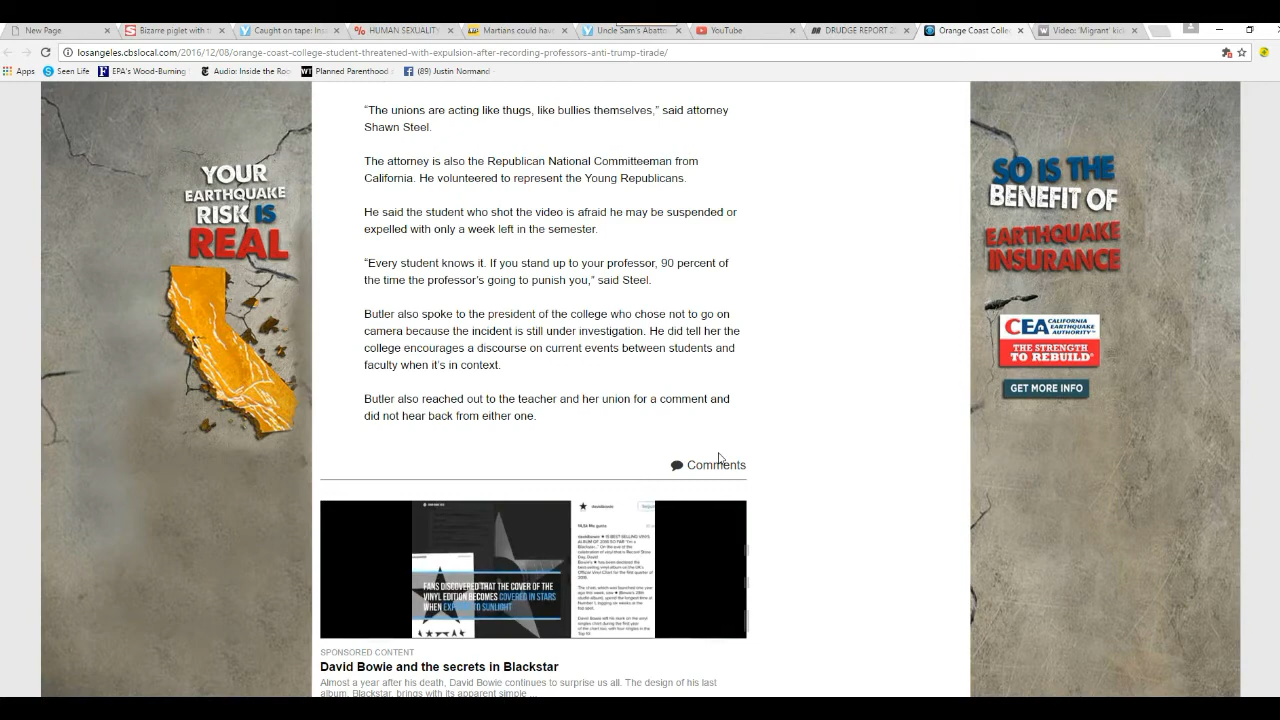 New Page
Bizarre piglet with t
Caught on tape: Insa
HUMAN SEXUALITY
Martians could have
Uncle Sam's Abatto
YouTube
DRUDGE REPORT 2
Orange Coast Colle
Video: 'Migrant' kic
losangeles.cbslocal.com/2016/12/08/orange-coast-college-student-threatened-with-expulsion-after-recording-professors-anti-trump-tirade/
Apps
Seen Life
EPA's Wood-Burning
Audio: Inside the Ro
Planned Parenthood
(89) Justin Normand
"The unions are acting like thugs, like bullies themselves," said attorney
Shawn Steel.
The attorney is also the Republican National Committeeman from
California. He volunteered to represent the Young Republicans.
He said the student who shot the video is afraid he may be suspended or
expelled with only a week left in the semester.
"Every student knows it. If you stand up to your professor, 90 percent of
the time the professor's going to punish you," said Steel.
Butler also spoke to the president of the college who chose not to go on
because the incident is still under investigation. He did tell her the
encourages a discourse on current events between students and
faculty when it's in context.
Buter also reached out to the teacher and her union for a comment and
did not hear back from either one.
Comments
YOUR
EARTHQUAKE
RISK IS
REAL
SO IS THE
BENEFIT OF
EARTHQUAKE
INSURANCE
CEA CALIFORNIA
EARTHQUAKE
AUTHORITY
THE STRENGTH
TO REBUILD
GET MORE INFO
FANS DISCOVERED THAT THE COVER OF THE
VINYL EDITION BECOMES COVERED IN STARS
WHEN TO SUNLIGHT
davidbowie
SPONSORED CONTENT
David Bowie and the secrets in Blackstar
Almost a year after his death, David Bowie continues to surprise us all. The design of his last
album, Blackstar, brings with its apparent simple ...